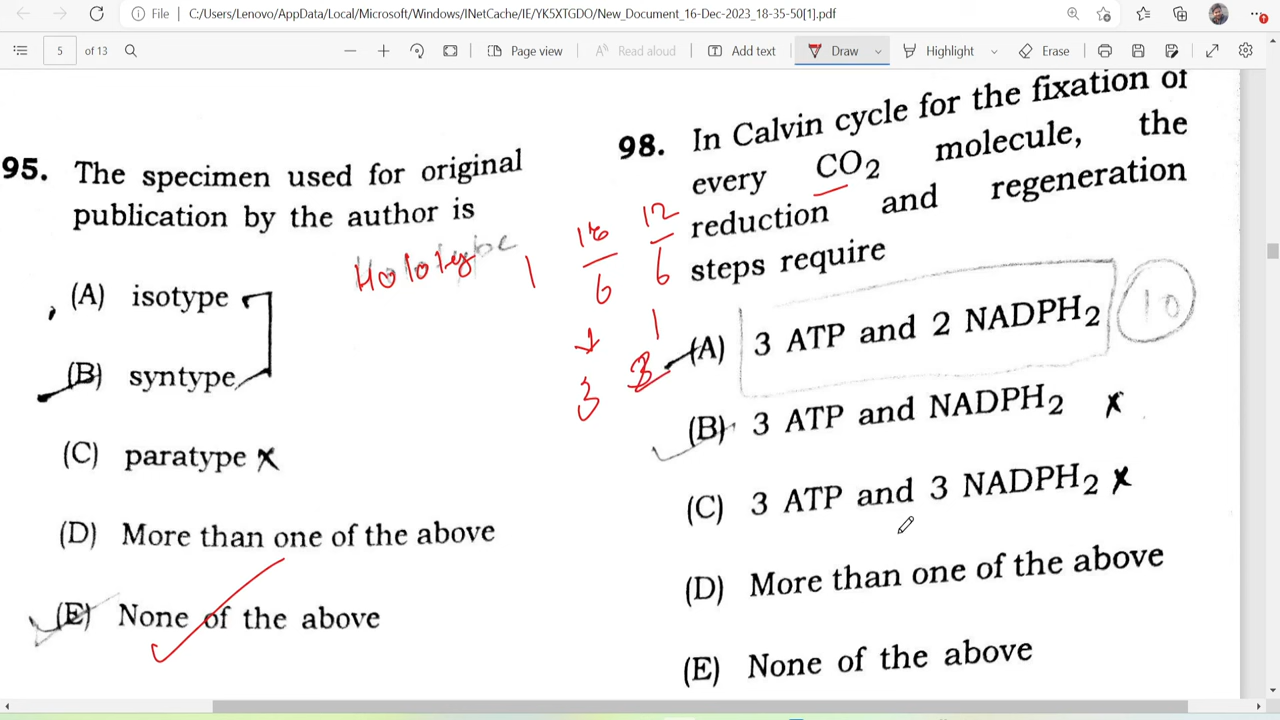 C:/Users/Lenovo/AppData/Local/Microsoft/Windows/INetCache/IE/YK5XTGDO/New_Document_16-Dec-2023_18-35-50[1].pdf
File
5 of 13
Page view
Read aloud
Add text
Draw
Highlight
Erase
95. The specimen used for original
publication by the author is
Holotype
(A) isotype
(B) syntype
(C) paratype
(D) More than one of the above
(E) None of the above
98. In Calvin cycle for the fixation of
every CO2 molecule, the
reduction and regeneration
steps require
1 18 12
6 6
3
1
(A) 3 ATP and 2 NADPH2
10
(B) 3 ATP and NADPH2
(C) 3 ATP and 3 NADPH2
(D) More than one of the above
(E) None of the above